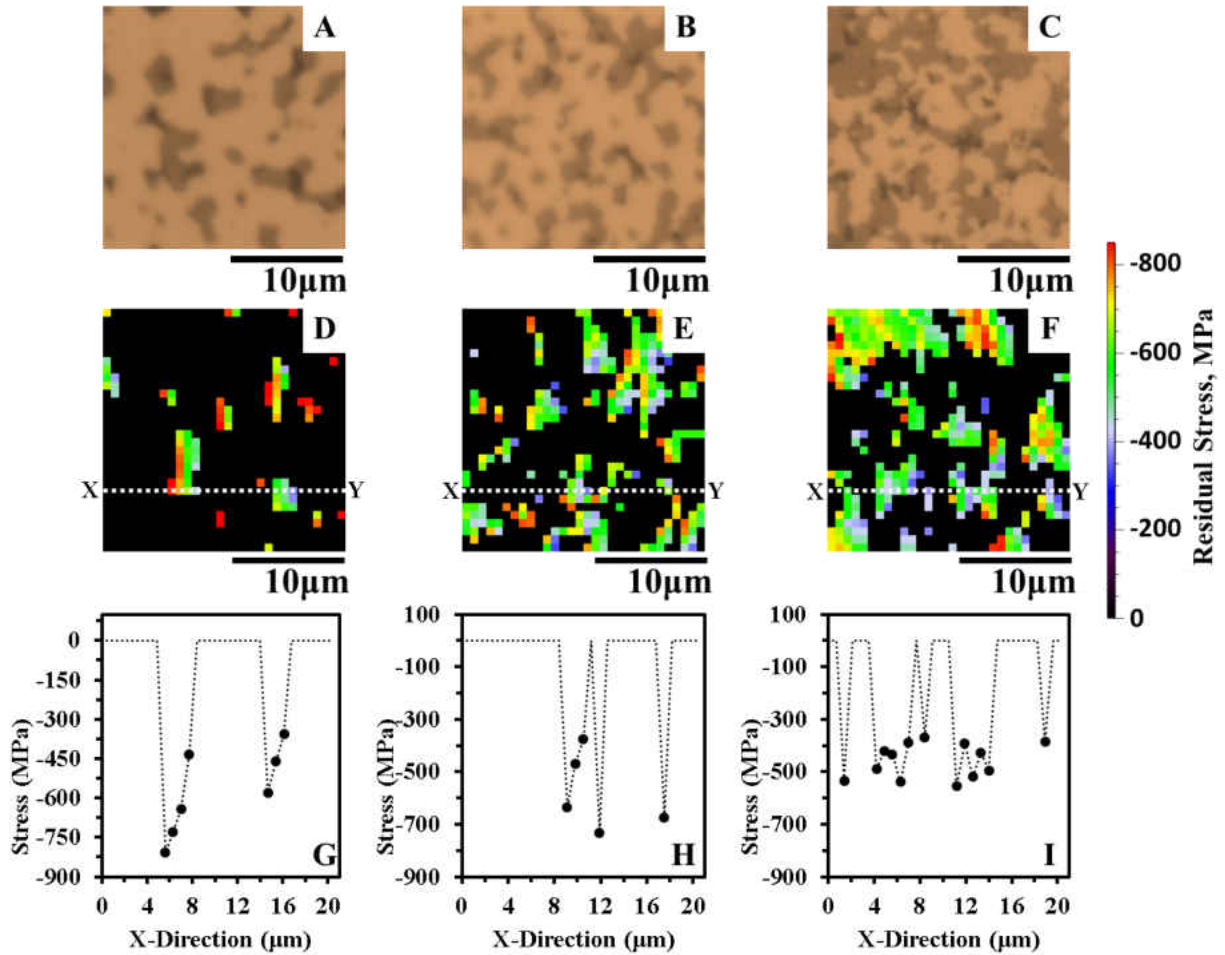 A
B
C
10μm
10μm
10μm
D
E
F
X
Y
X
Y
X
Y
10μm
10μm
10μm
-800
-600
-400
-200
0
Residual Stress, MPa
0
-150
-300
-450
-600
-750
-900
Stress (MPa)
G
0 4 8 12 16 20
X-Direction (μm)
100
-100
-300
-500
-700
-900
Stress (MPa)
H
0 4 8 12 16 20
X-Direction (μm)
100
-100
-300
-500
-700
-900
Stress (MPa)
I
0 4 8 12 16 20
X-Direction (μm)